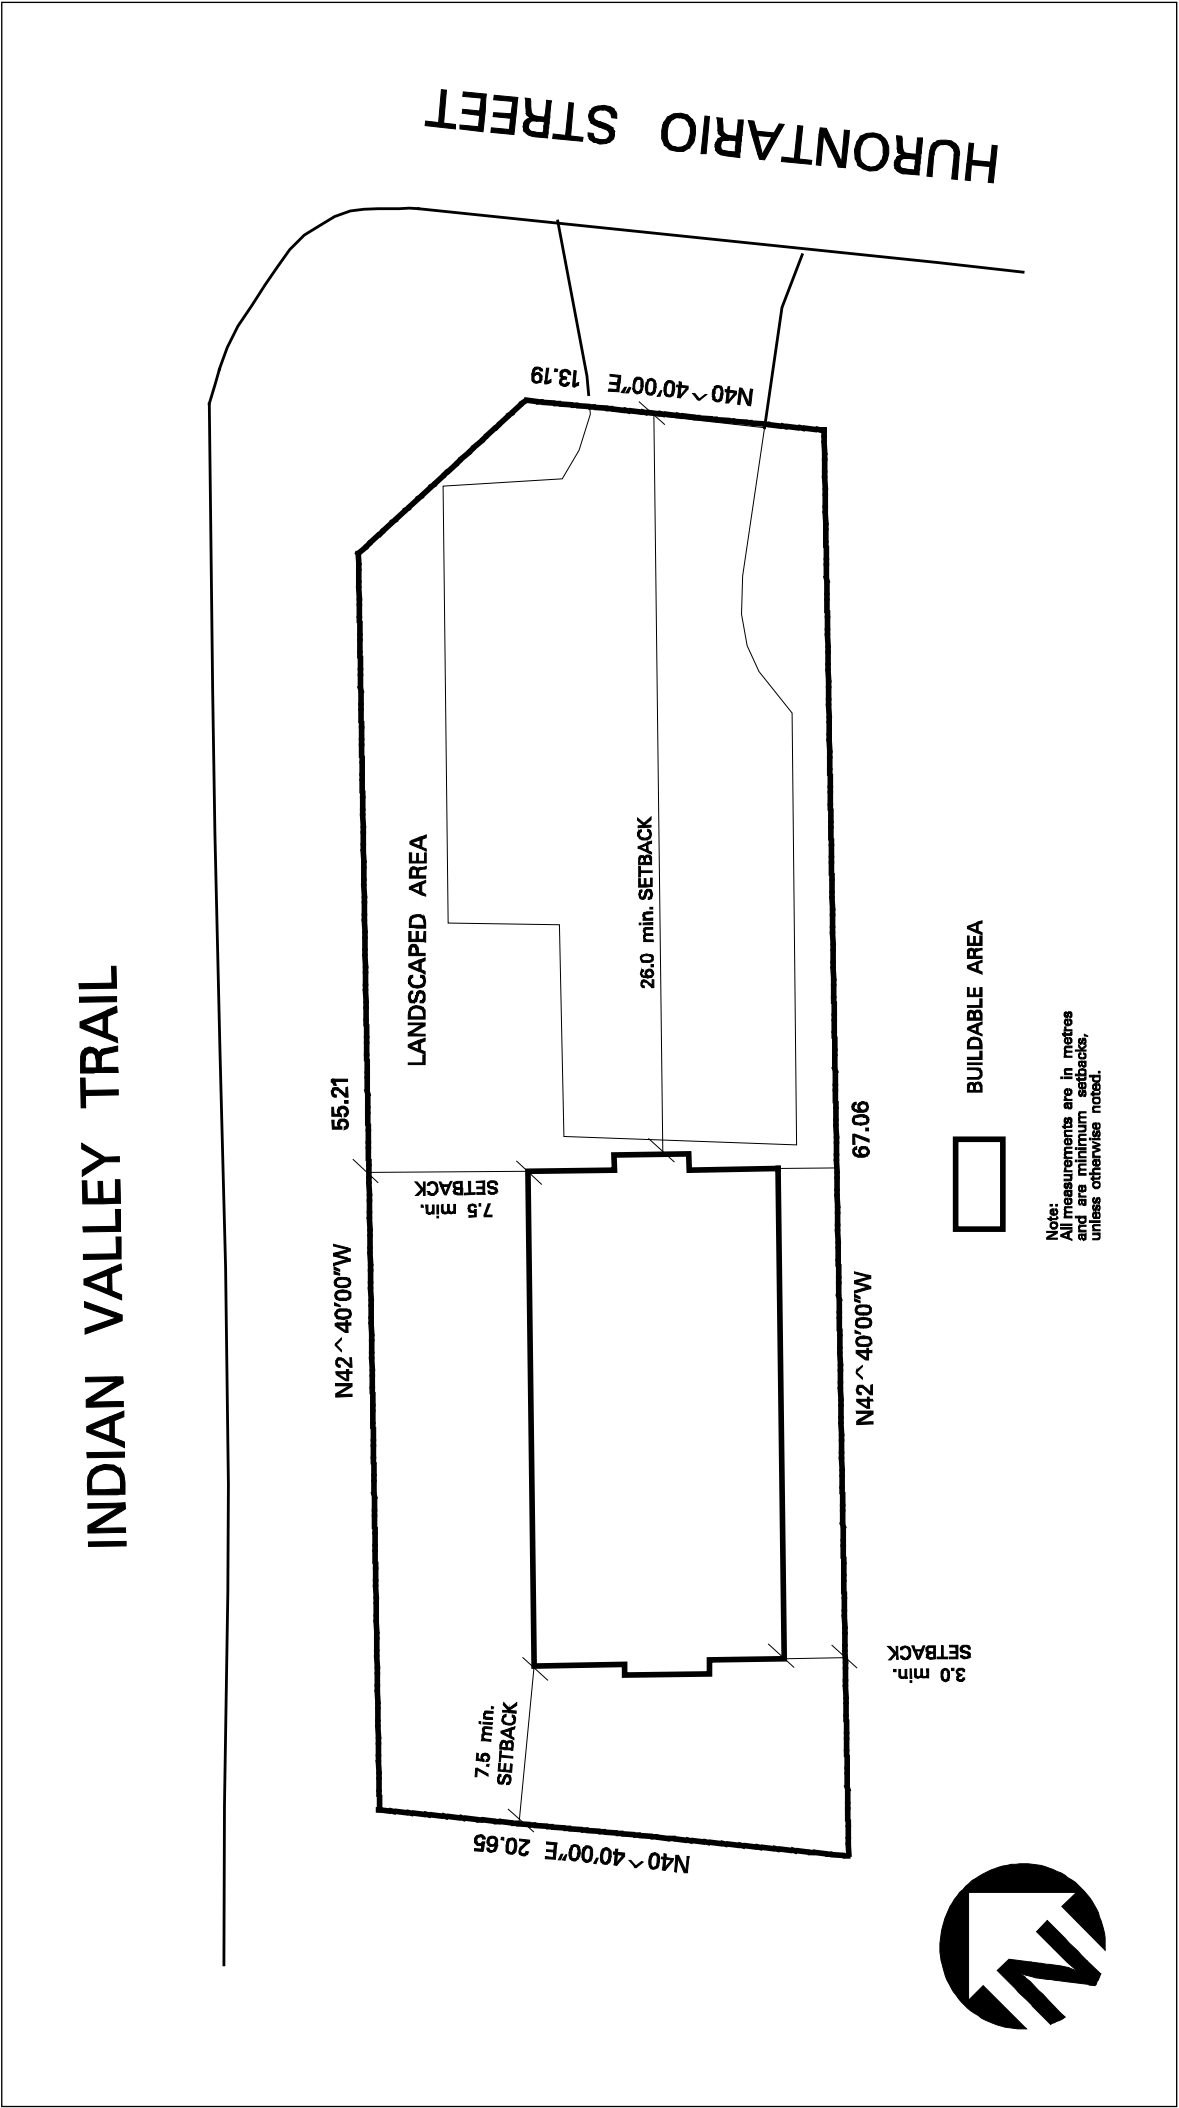 HURONTARIO STREET
N40^40'00"E 13.19
INDIAN VALLEY TRAIL
N42^40'00"W 55.21
LANDSCAPED AREA
26.0 min. SETBACK
7.5 min.
SETBACK
N42^40'00"W 67.06
BUILDABLE AREA
Note:
All measurements are in metres
and are minimum setbacks,
unless otherwise noted.
3.0 min.
SETBACK
7.5 min.
SETBACK
N40^40'00"E 20.65
N